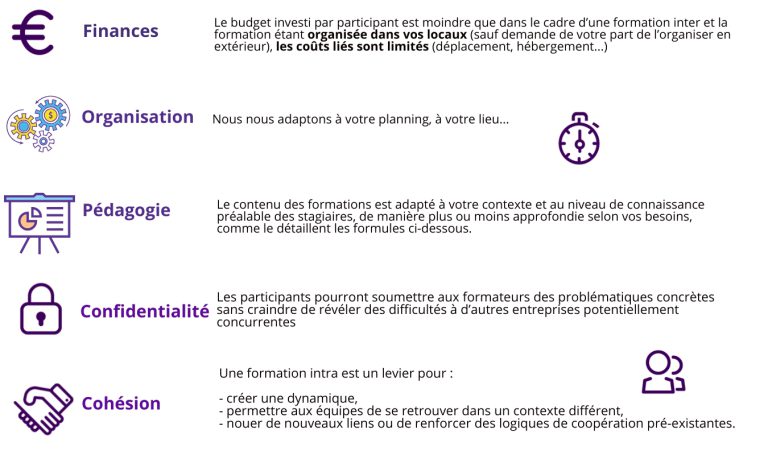 Finances
Le budget investi par participant est moindre que dans le cadre d'une formation inter et la
formation étant organisée dans vos locaux (sauf demande de votre part de l'organiser en
extérieur), les coûts liés sont limités (déplacement, hébergement...)
Organisation
Nous nous adaptons à votre planning, à votre lieu...
Pédagogie
Le contenu des formations est adapté à votre contexte et au niveau de connaissance
préalable des stagiaires, de manière plus ou moins approfondie selon vos besoins,
comme le détaillent les formules ci-dessous.
Confidentialité
Les participants pourront soumettre aux formateurs des problématiques concrètes
sans craindre de révéler des difficultés à d'autres entreprises potentiellement
concurrentes
Cohésion
Une formation intra est un levier pour :
- créer une dynamique,
- permettre aux équipes de se retrouver dans un contexte différent,
- nouer de nouveaux liens ou de renforcer des logiques de coopération pré-existantes.